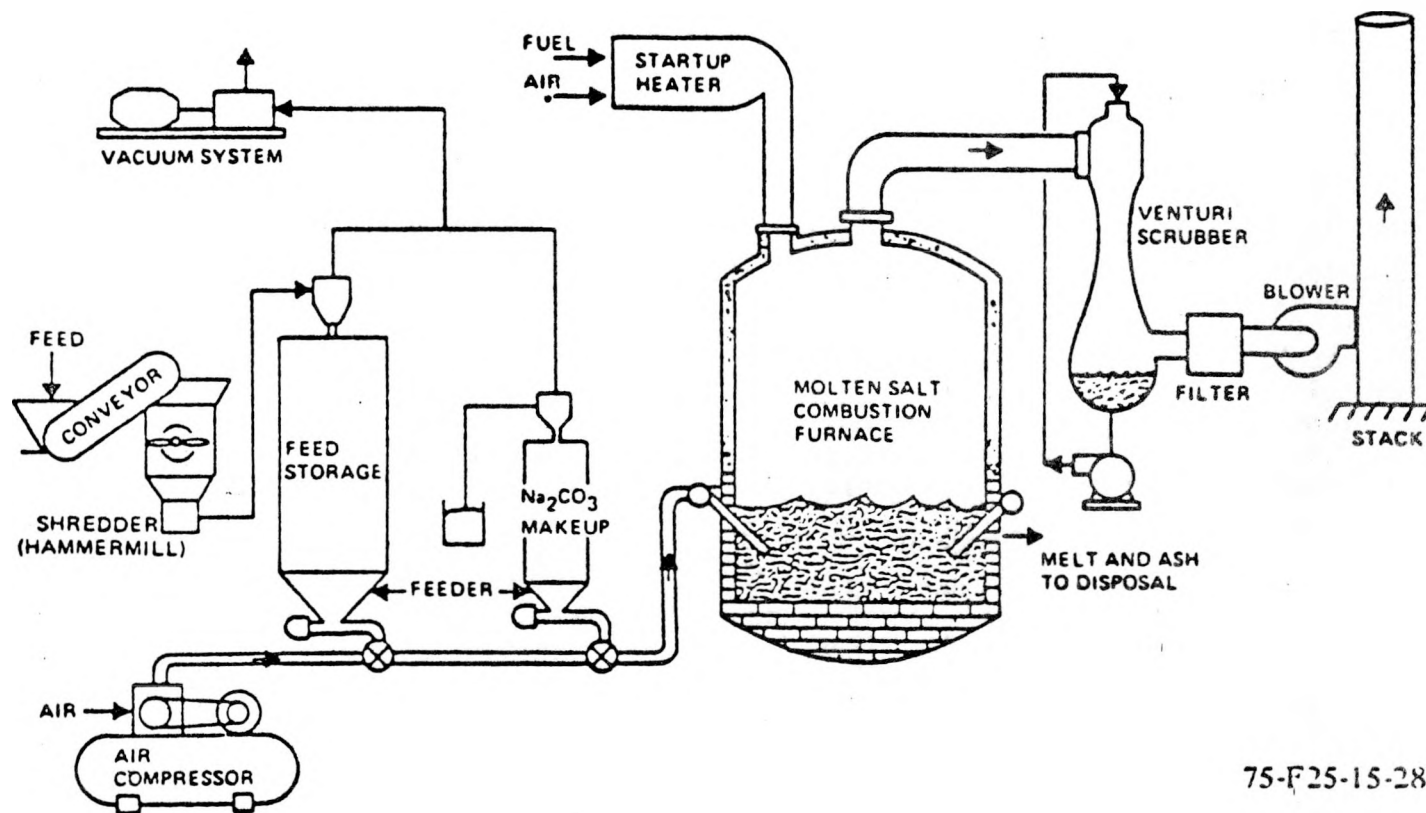 FUEL
AIR
STARTUP
HEATER
VACUUM SYSTEM
VENTURI
SCRUBBER
BLOWER
FEED
CONVEYOR
FEED
STORAGE
Na₂CO₃
MAKEUP
MOLTEN SALT
COMBUSTION
FURNACE
FILTER
STACK
SHREDDER
(HAMMERMILL)
FEEDER
MELT AND ASH
TO DISPOSAL
AIR
AIR
COMPRESSOR
75-F25-15-28